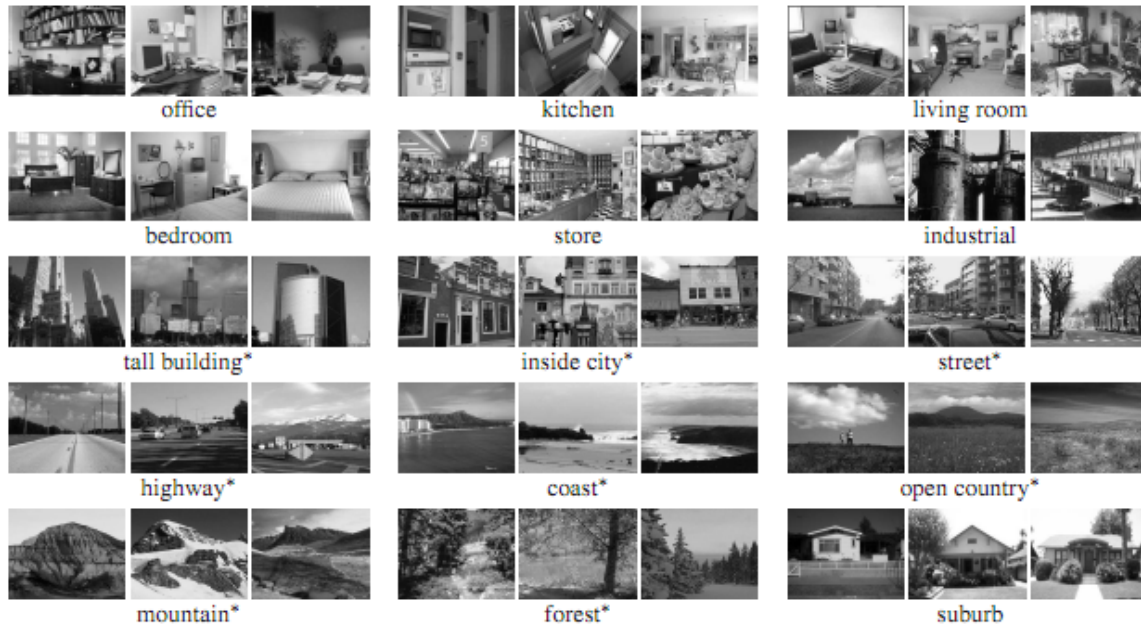 office
kitchen
living room
5
bedroom
store
industrial
tall building*
inside city*
street*
highway*
coast*
open country*
mountain*
forest*
suburb